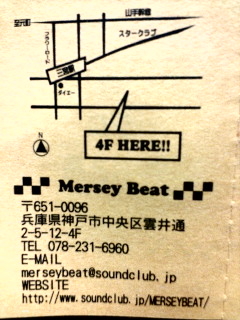 山手幹線
至元町
スタークラブ
フラワーロード
三宮駅
ダイエー
N
4F HERE!!
Mersey Beat
〒651-0096
兵庫県神戸市中央区雲井通
2-5-12-4F
TEL 078-231-6960
E-MAIL
merseybeat@soundclub.jp
WEBSITE
http://www.soundclub.jp/MERSEYBEAT/